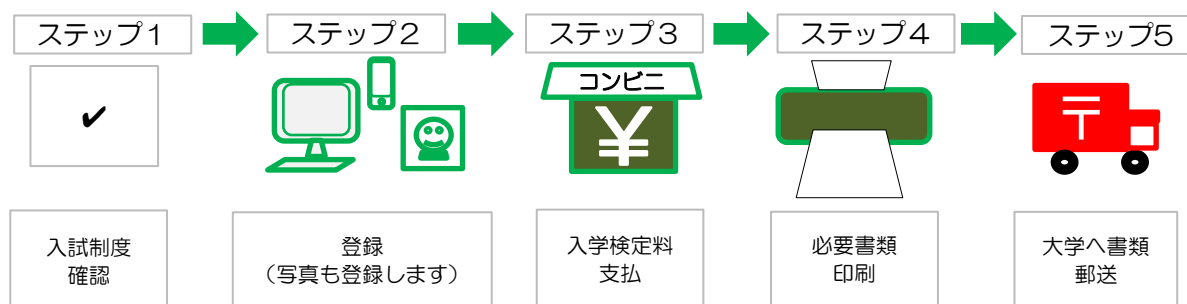 ステップ1
ステップ2
ステップ3
ステップ4
ステップ5
✔
コンビニ
¥
〒
入試制度
確認
登録
（写真も登録します）
入学検定料
支払
必要書類
印刷
大学へ書類
郵送